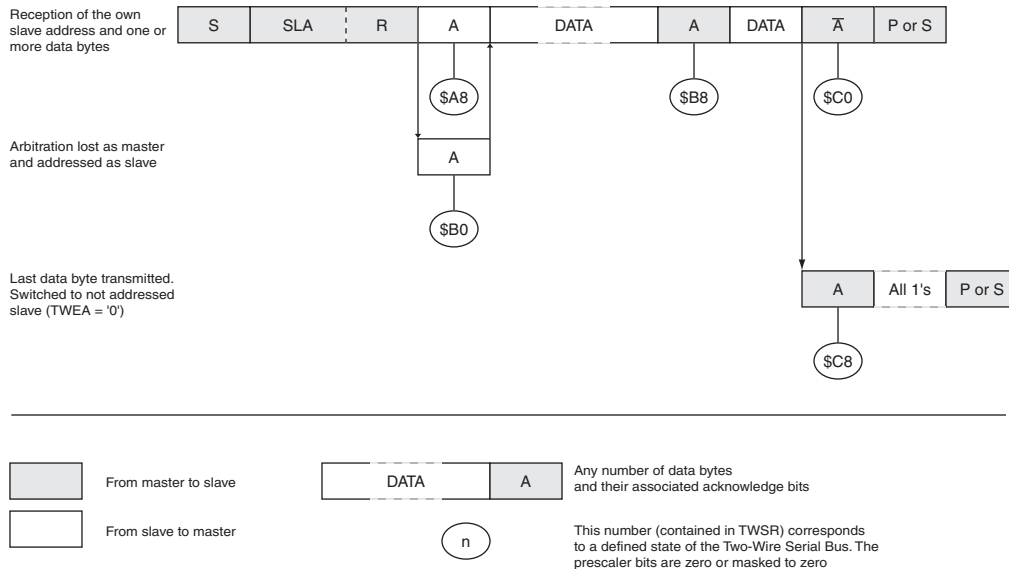 Reception of the own
slave address and one or
more data bytes
S SLA R A DATA A DATA A̅ P or S
$A8 $B8 $C0
Arbitration lost as master
and addressed as slave
A
$B0
Last data byte transmitted.
Switched to not addressed
slave (TWEA = '0')
A All 1's P or S
$C8
From master to slave
DATA A
Any number of data bytes
and their associated acknowledge bits
From slave to master
n
This number (contained in TWSR) corresponds
to a defined state of the Two-Wire Serial Bus. The
prescaler bits are zero or masked to zero